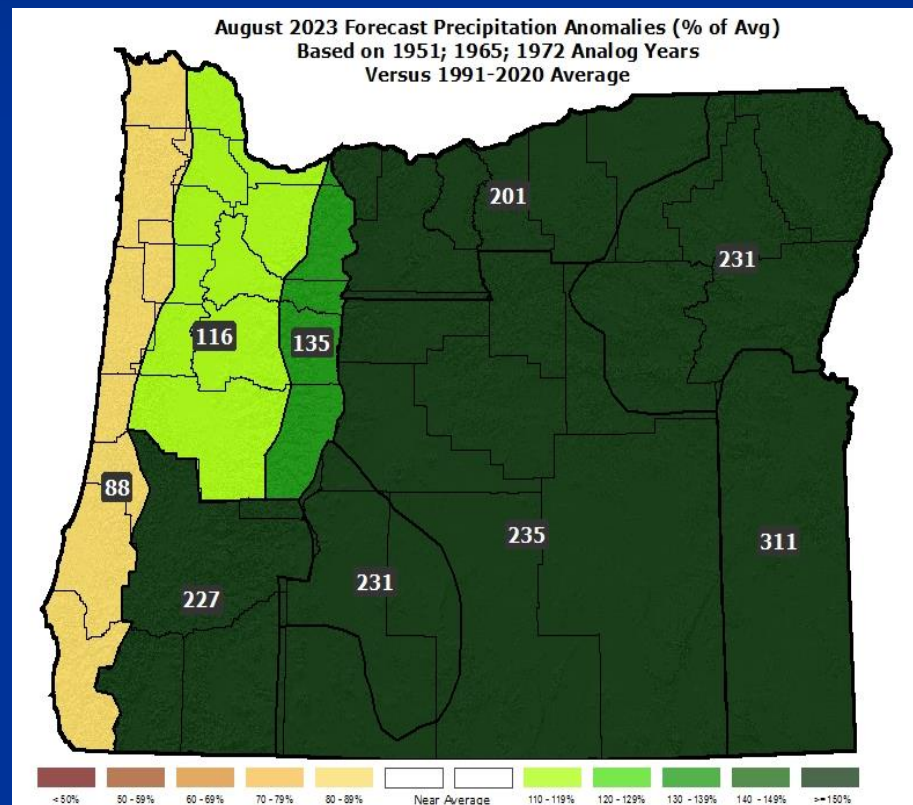 August 2023 Forecast Precipitation Anomalies (% of Avg)
Based on 1951; 1965; 1972 Analog Years
Versus 1991-2020 Average
201
231
116
135
88
235
311
231
227
<50% 50 - 59% 60 - 69% 70 - 79% 80 - 89% Near Average 110 - 119% 120 - 129% 130 - 139% 140 - 149% >=150%